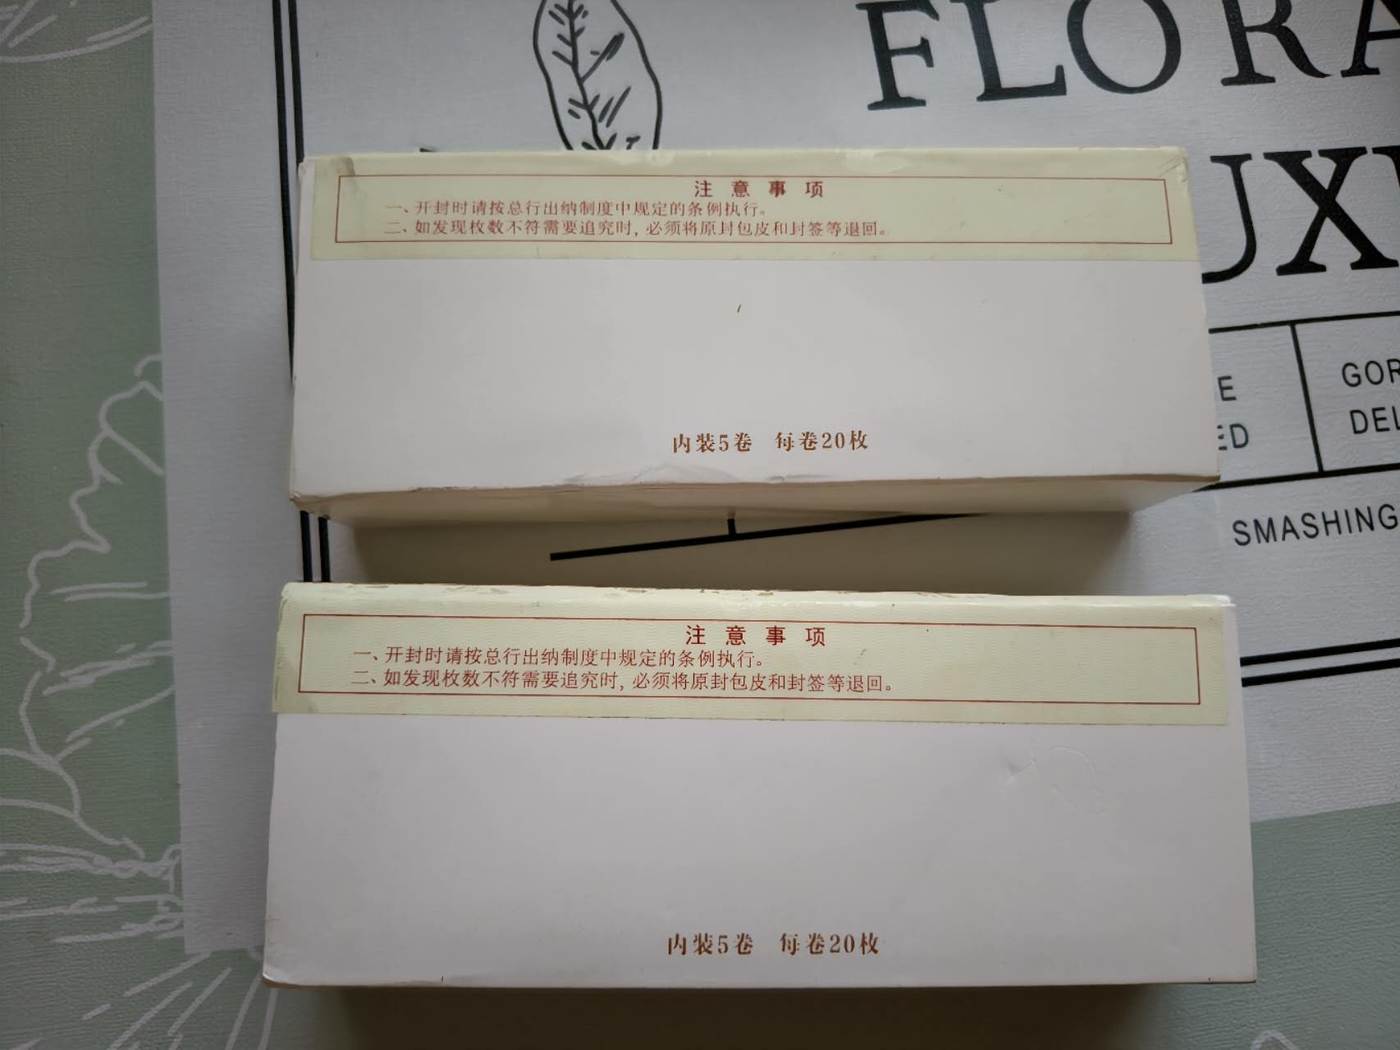 FLORA
UX
E
ED
GOR
DEL
SMASHING
注意事项
一、开封时请按总行出纳制度中规定的条例执行。
二、如发现枚数不符需要追究时,必须将原封包皮和封签等退回。
内装5卷 每卷20枚
注意事项
一、开封时请按总行出纳制度中规定的条例执行。
二、如发现枚数不符需要追究时,必须将原封包皮和封签等退回。
内装5卷 每卷20枚